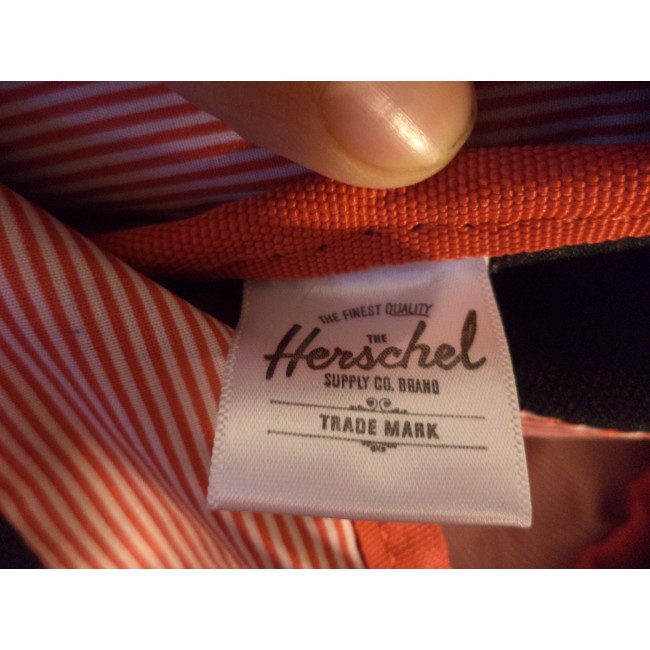 THE FINEST QUALITY
THE
Herschel
SUPPLY CO. BRAND
TRADE MARK